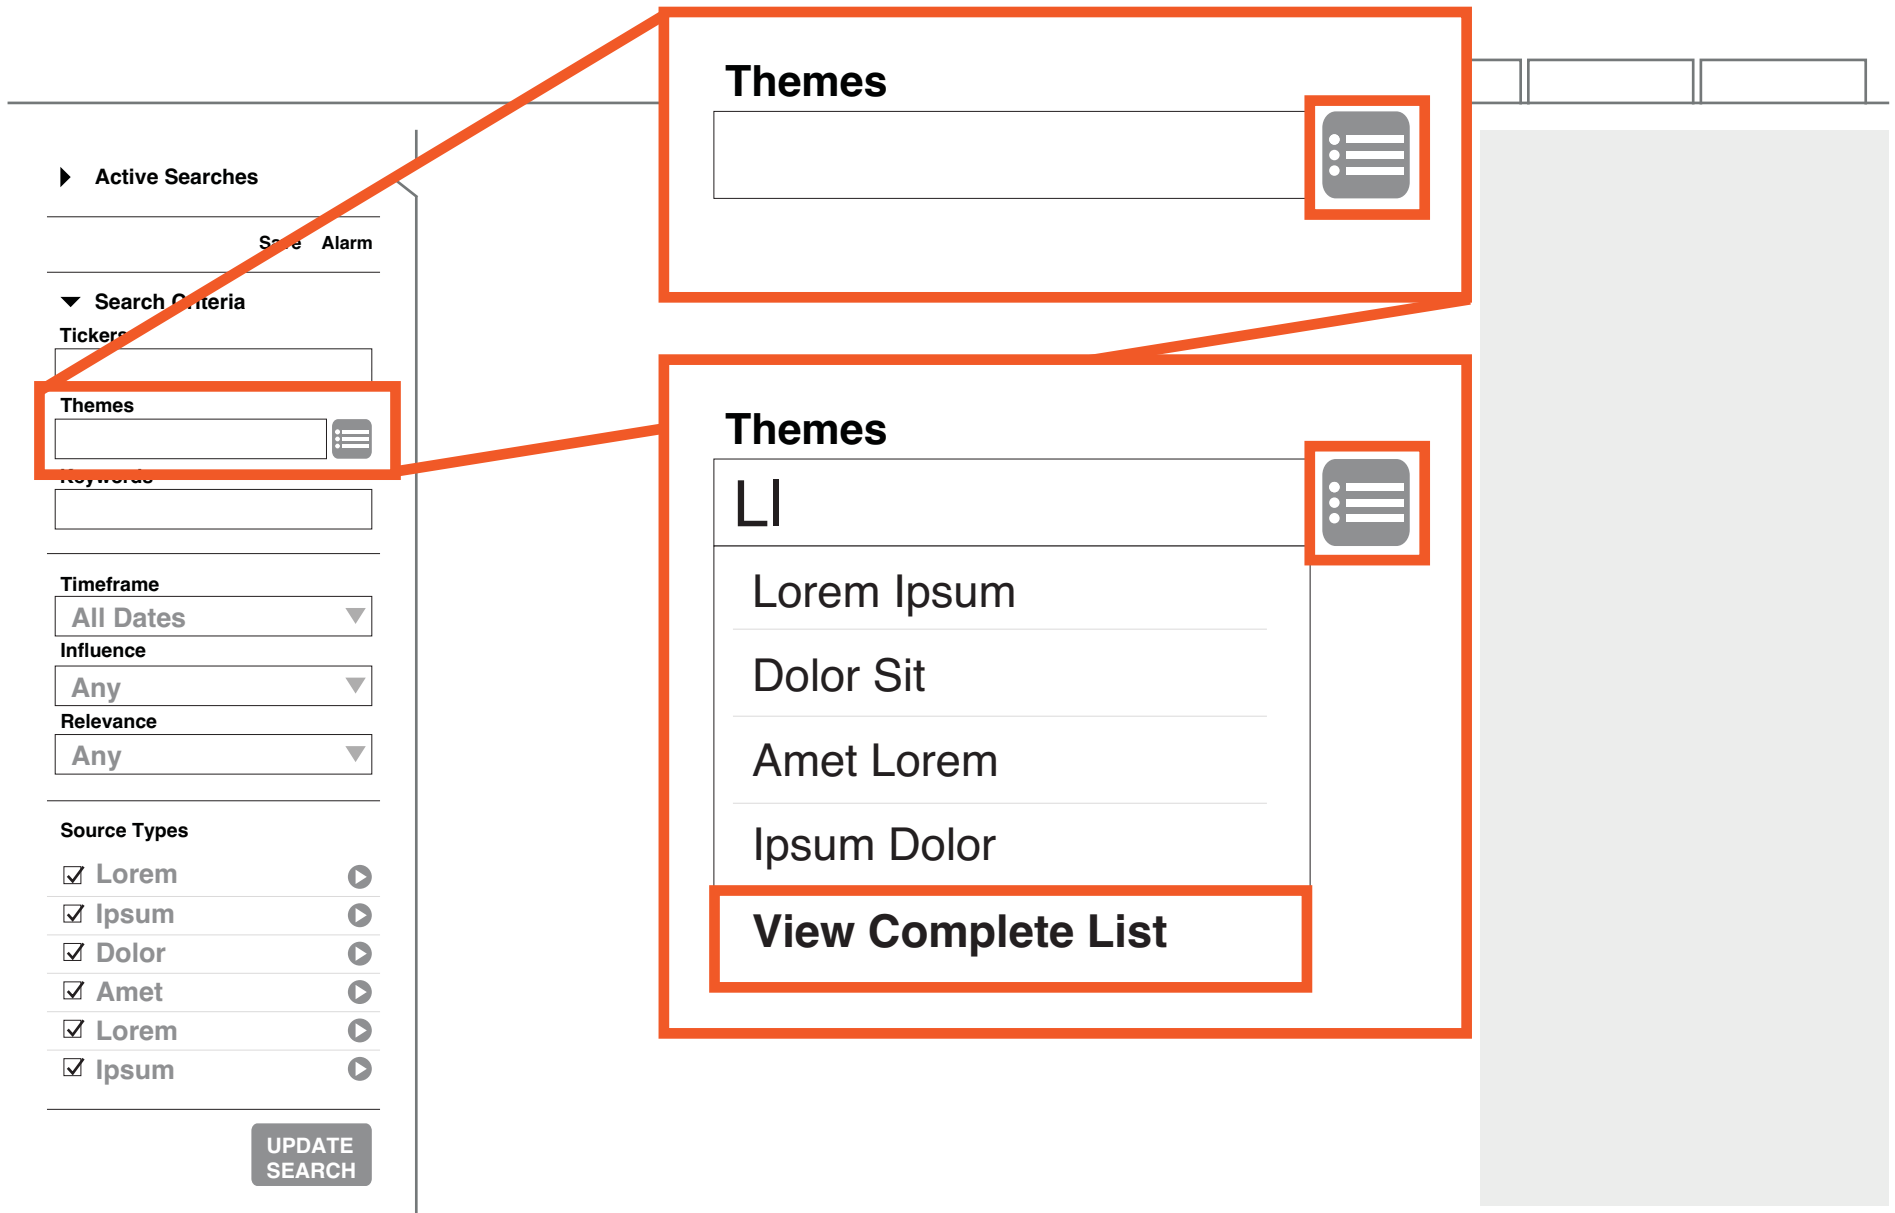 Active Searches
Save Alarm
Search Criteria
Tickers
Themes
Keywords
Timeframe
All Dates
Influence
Any
Relevance
Any
Source Types
Lorem
Ipsum
Dolor
Amet
Lorem
Ipsum
UPDATE
SEARCH
Themes
Themes
Ll
Lorem Ipsum
Dolor Sit
Amet Lorem
Ipsum Dolor
View Complete List